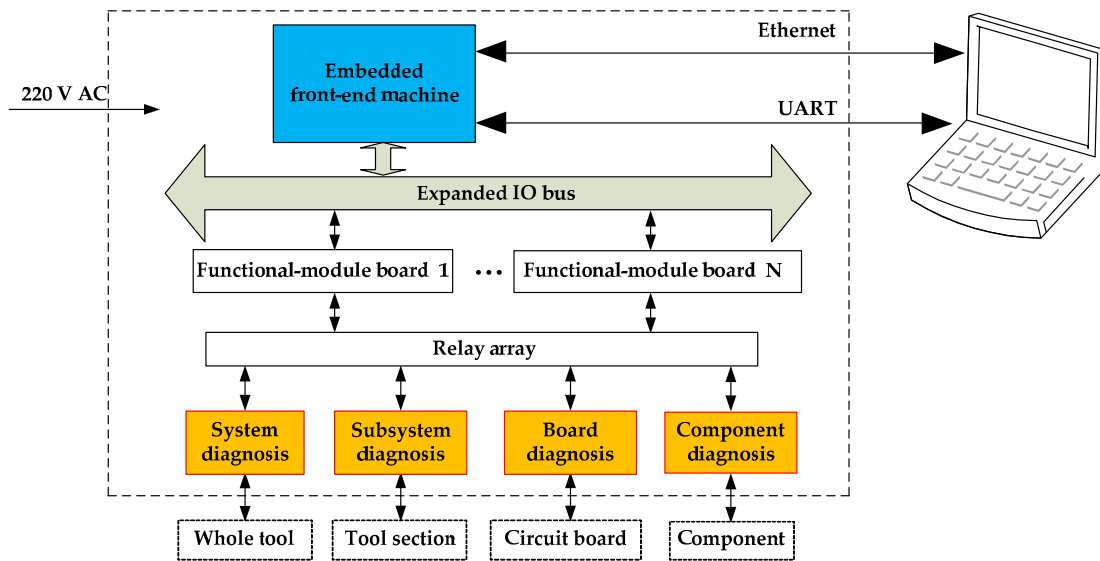 Ethernet
Embedded
front-end machine
220 V AC
UART
Expanded IO bus
Functional-module board 1
...
Functional-module board N
Relay array
System
diagnosis
Subsystem
diagnosis
Board
diagnosis
Component
diagnosis
Whole tool
Tool section
Circuit board
Component